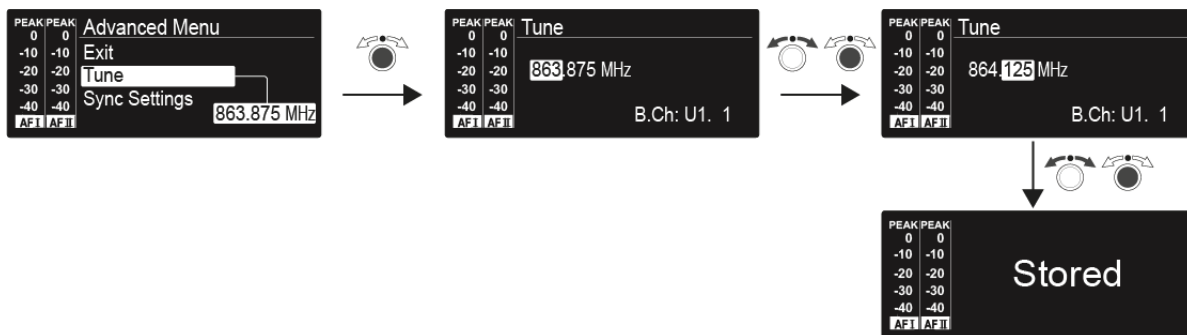 PEAK PEAK
0 0
-10 -10
-20 -20
-30 -30
-40 -40
AF I AF II
Advanced Menu
Exit
Tune
Sync Settings
863.875 MHz
PEAK PEAK
0 0
-10 -10
-20 -20
-30 -30
-40 -40
AF I AF II
Tune
863.875 MHz
B.Ch: U1. 1
PEAK PEAK
0 0
-10 -10
-20 -20
-30 -30
-40 -40
AF I AF II
Tune
864.125 MHz
B.Ch: U1. 1
PEAK PEAK
0 0
-10 -10
-20 -20
-30 -30
-40 -40
AF I AF II
Stored